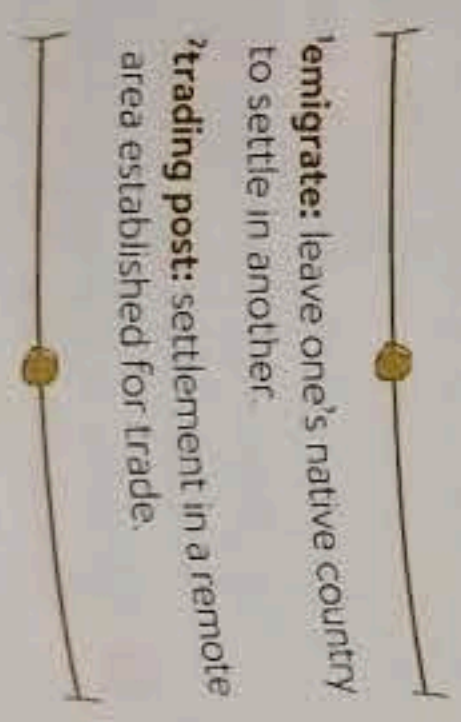 ¹emigrate: leave one's native country
to settle in another.
²trading post: settlement in a remote
area established for trade.